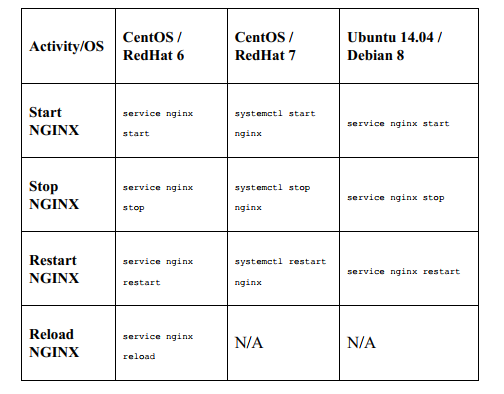 Activity/OS
CentOS /
RedHat 6
CentOS /
RedHat 7
Ubuntu 14.04 /
Debian 8
Start
NGINX
service nginx
start
systemctl start
nginx
service nginx start
Stop
NGINX
service nginx
stop
systemctl stop
nginx
service nginx stop
Restart
NGINX
service nginx
restart
systemctl restart
nginx
service nginx restart
Reload
NGINX
service nginx
reload
N/A
N/A